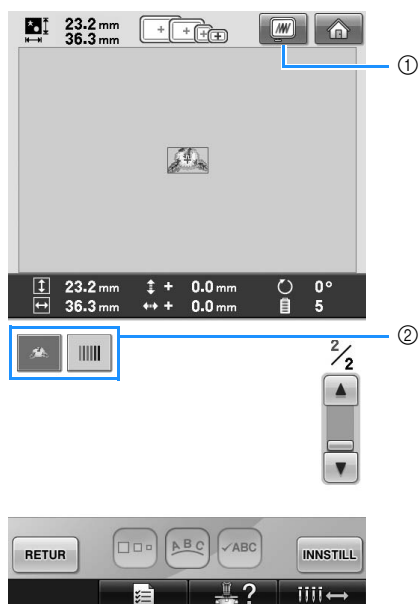 23.2 mm
36.3 mm
①
23.2 mm + 0.0 mm 0°
36.3 mm + 0.0 mm 5
②
2/2
ABC ✓ABC
RETUR INNSTILL
?